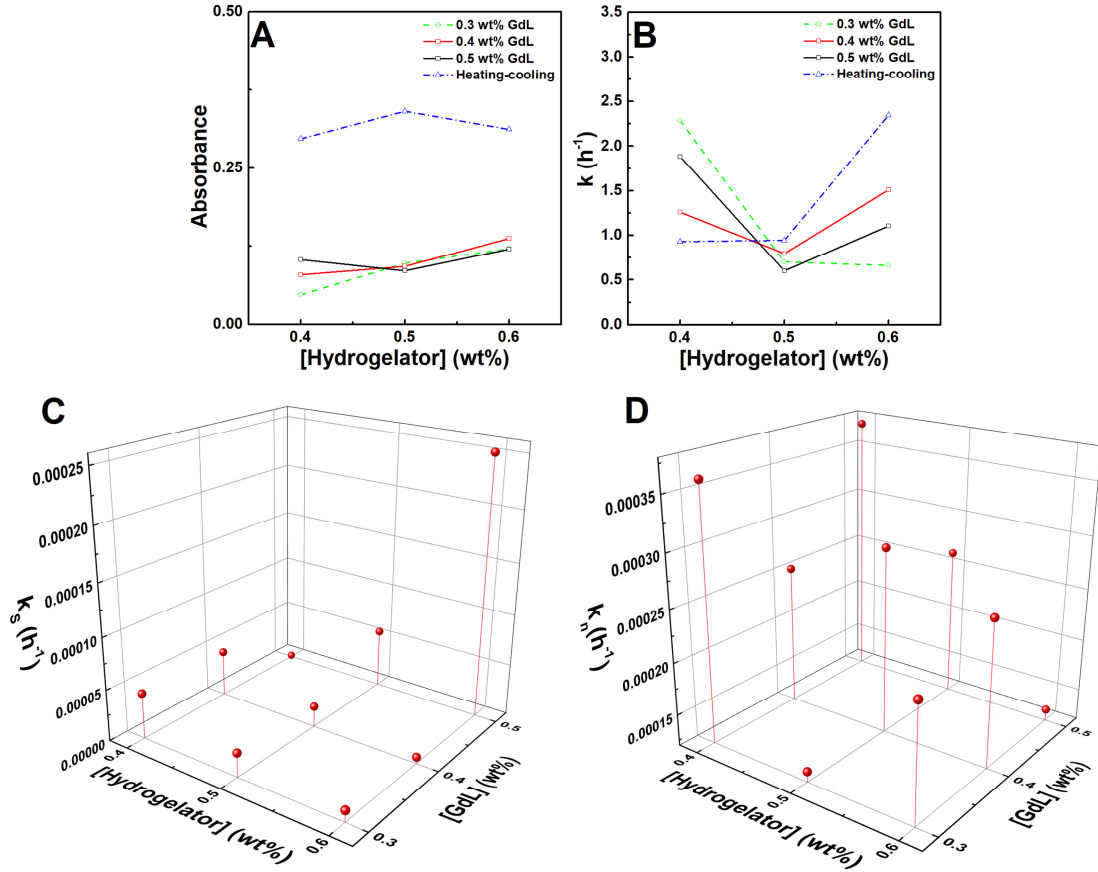 A
0.3 wt% GdL
0.4 wt% GdL
0.5 wt% GdL
Heating-cooling
0.50
0.25
0.00
Absorbance
0.4
0.5
0.6
[Hydrogelator] (wt%)
B
0.3 wt% GdL
0.4 wt% GdL
0.5 wt% GdL
Heating-cooling
3.5
3.0
2.5
2.0
1.5
1.0
0.5
0.0
k (h⁻¹)
0.4
0.5
0.6
[Hydrogelator] (wt%)
C
0.00025
0.00020
0.00015
0.00010
0.00005
0.00000
kₛ (h⁻¹)
0.4
0.5
0.6
[Hydrogelator] (wt%)
0.5
0.4
0.3
[GdL] (wt%)
D
0.00035
0.00030
0.00025
0.00020
0.00015
kₙ(h⁻¹)
0.4
0.5
0.6
[Hydrogelator] (wt%)
0.5
0.4
0.3
[GdL] (wt%)